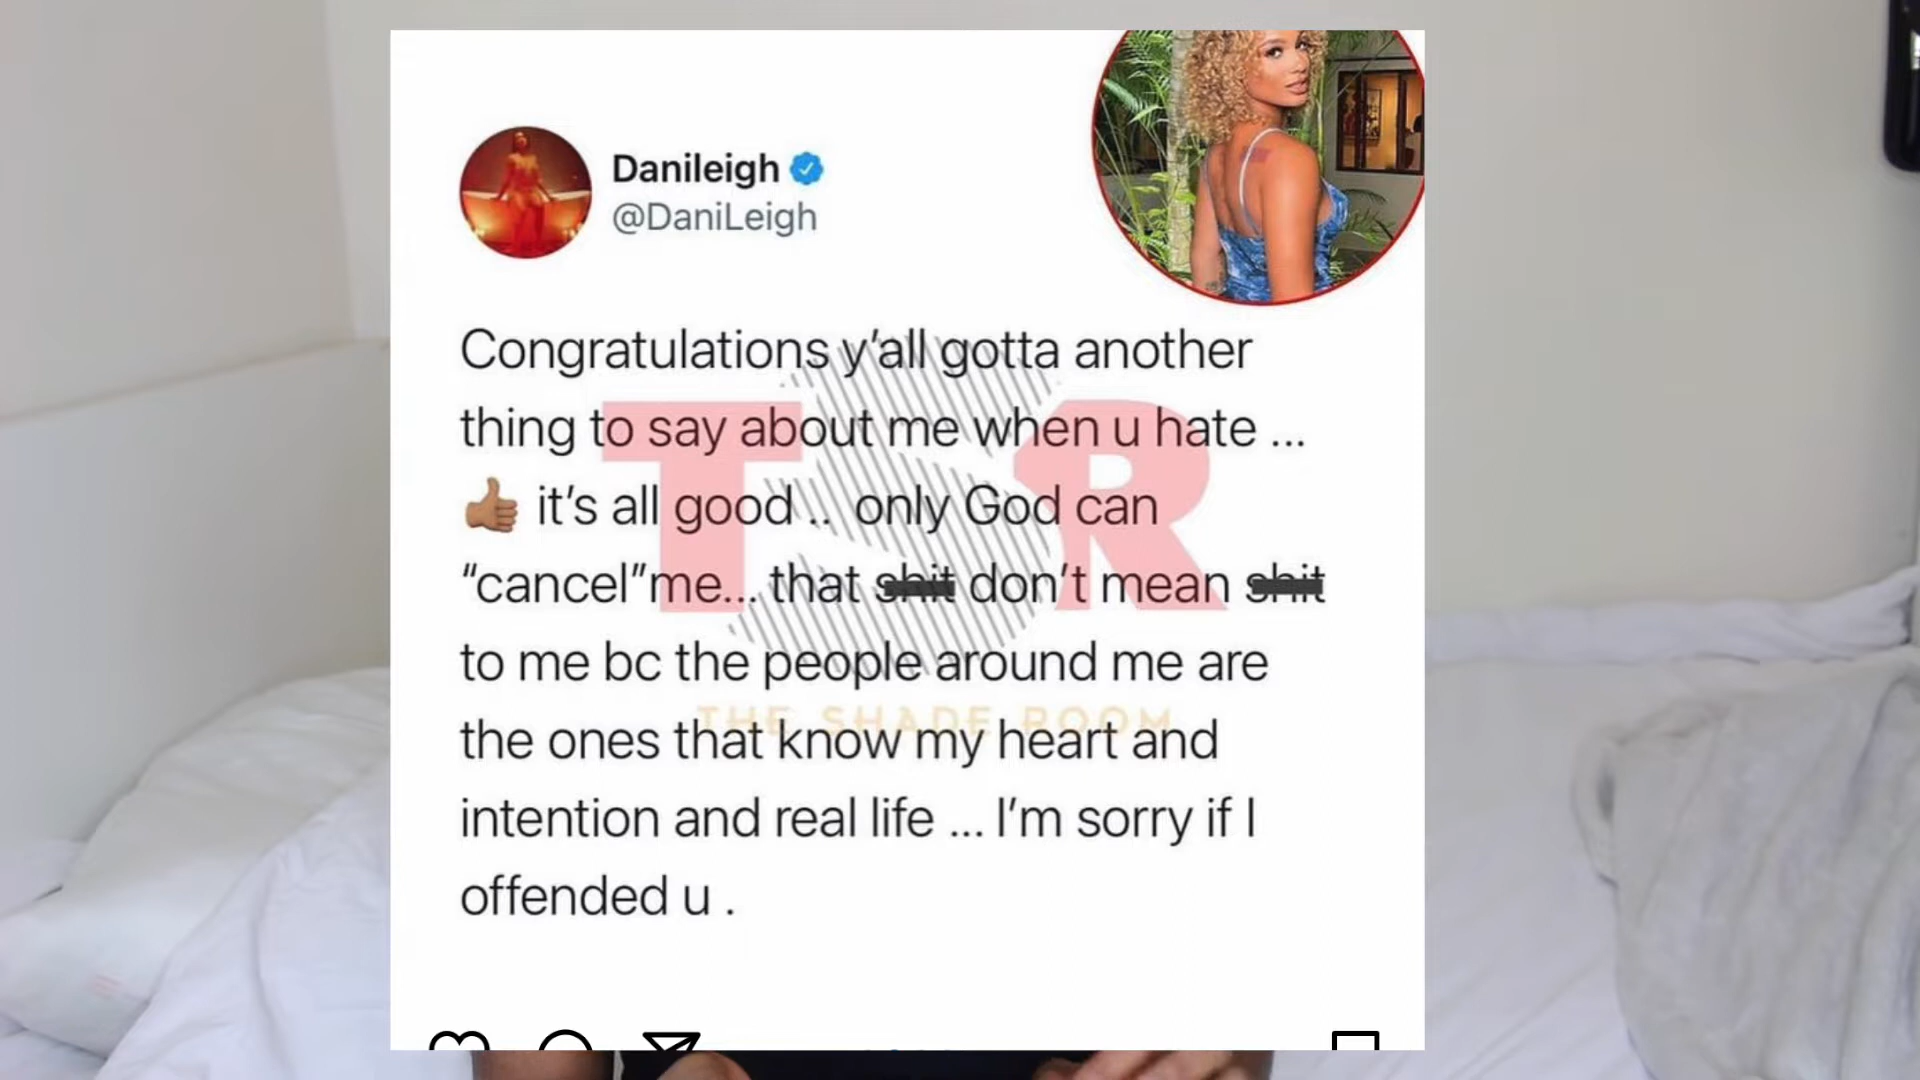 Danileigh
@DaniLeigh
Congratulations y’all gotta another
thing to say about me when u hate ...
👍🏽 it’s all good .. only God can
“cancel”me... that shit don’t mean shit
to me bc the people around me are
the ones that know my heart and
intention and real life ... I’m sorry if I
offended u .
TSR
THE SHADE ROOM